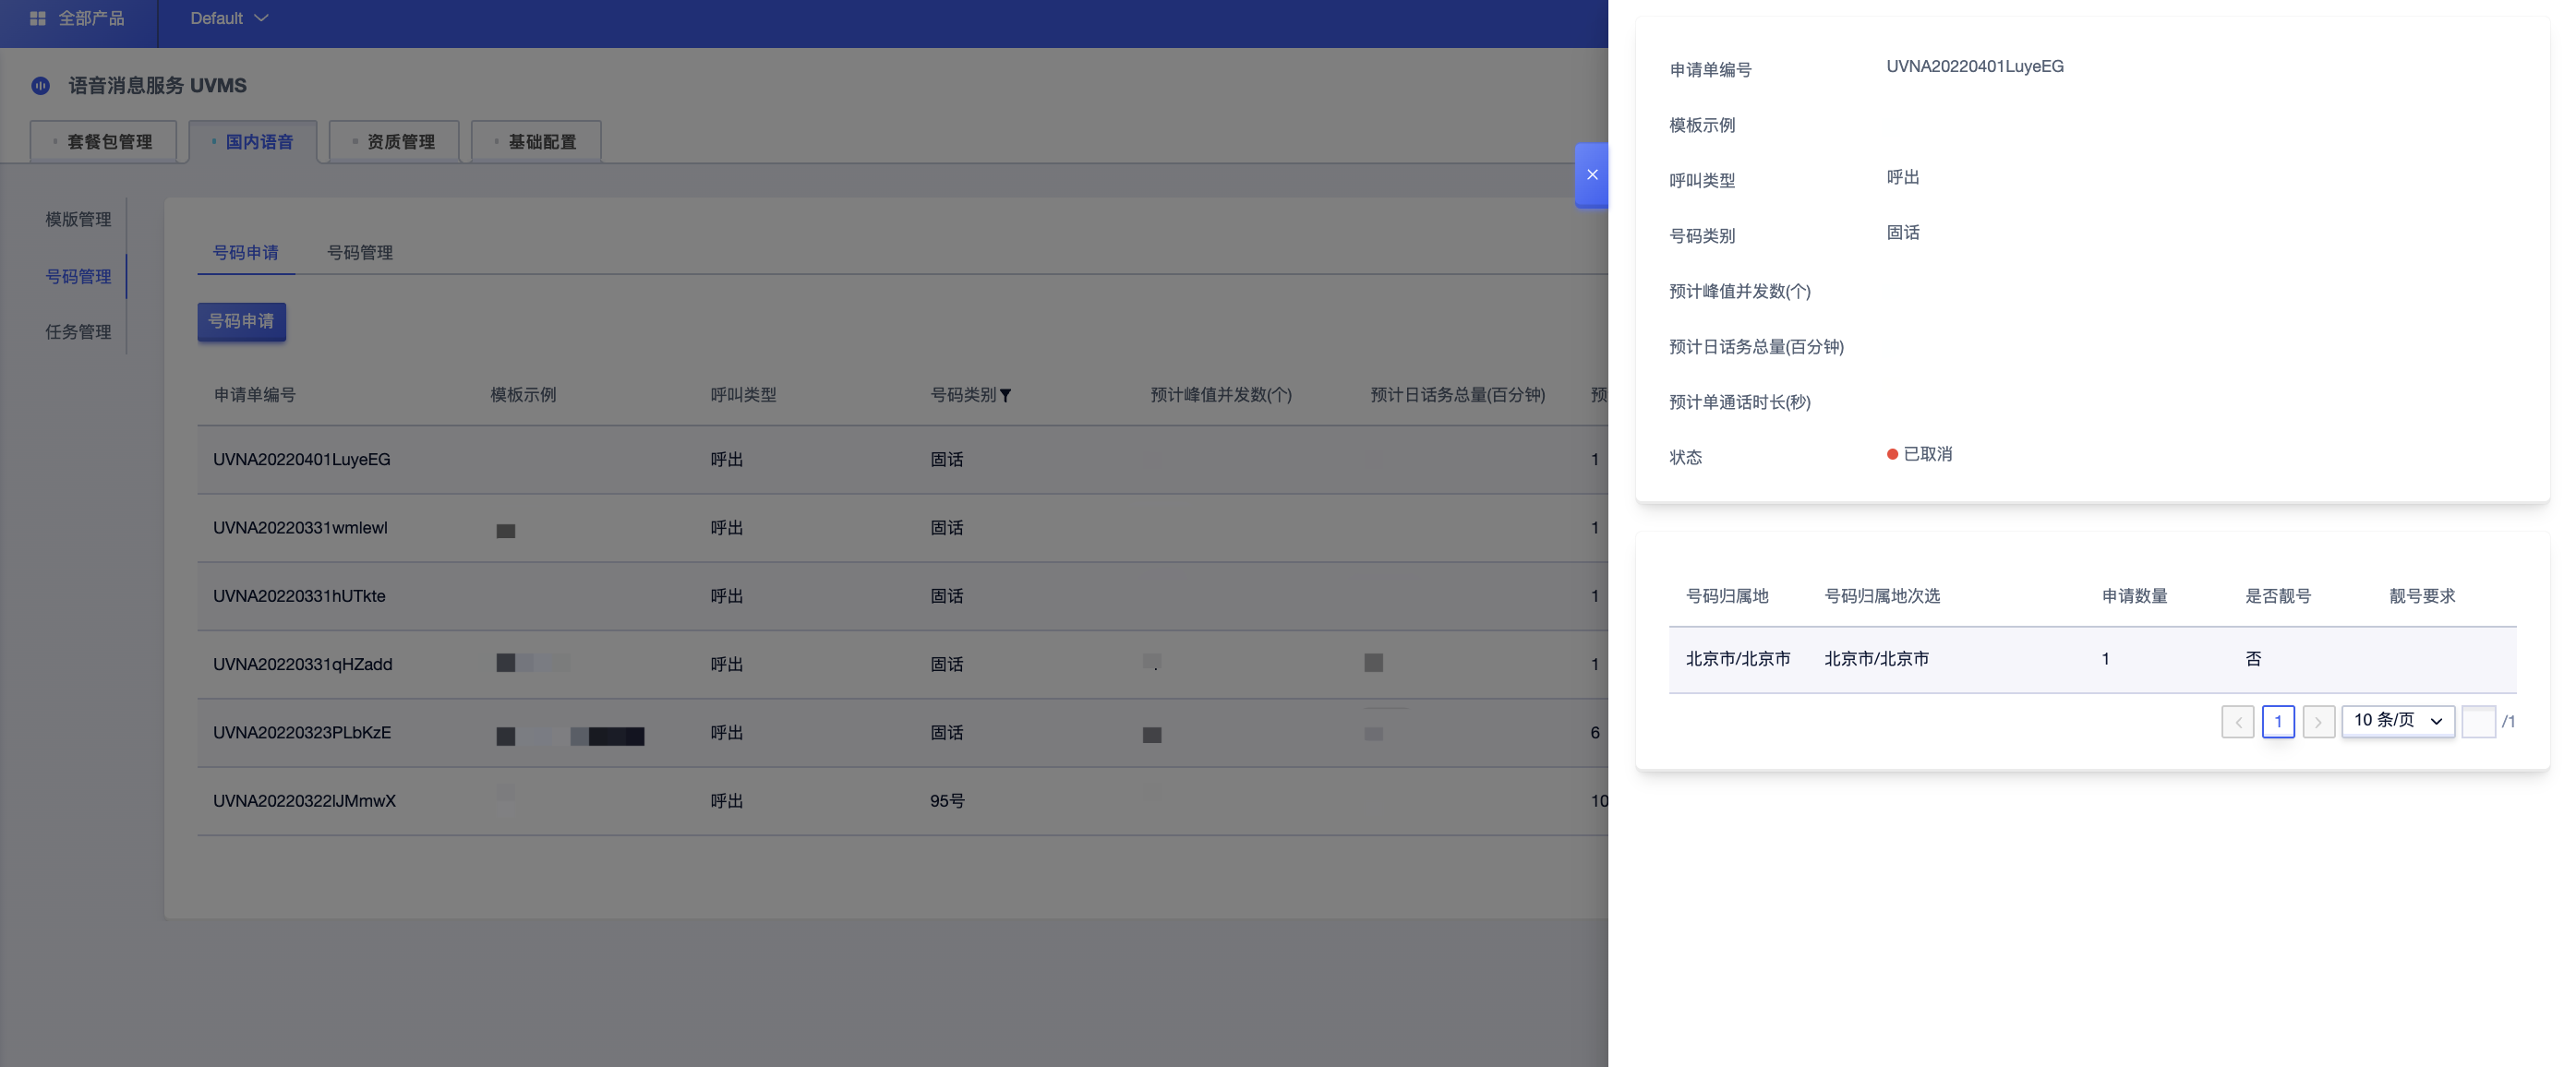 全部产品 Default
语音消息服务 UVMS
套餐包管理 国内语音 资质管理 基础配置
模版管理
号码管理
任务管理
号码申请 号码管理
号码申请
申请单编号 模板示例 呼叫类型 号码类别 预计峰值并发数(个) 预计日话务总量(百分钟) 预
UVNA20220401LuyeEG 呼出 固话 1
UVNA20220331wmlewI 呼出 固话 1
UVNA20220331hUTkte 呼出 固话 1
UVNA20220331qHZadd 呼出 固话 1
UVNA20220323PLbKzE 呼出 固话 6
UVNA20220322lJMmwX 呼出 95号 10
申请单编号 UVNA20220401LuyeEG
模板示例
呼叫类型 呼出
号码类别 固话
预计峰值并发数(个)
预计日话务总量(百分钟)
预计单通话时长(秒)
状态 已取消
号码归属地 号码归属地次选 申请数量 是否靓号 靓号要求
北京市/北京市 北京市/北京市 1 否
1 10 条/页 /1